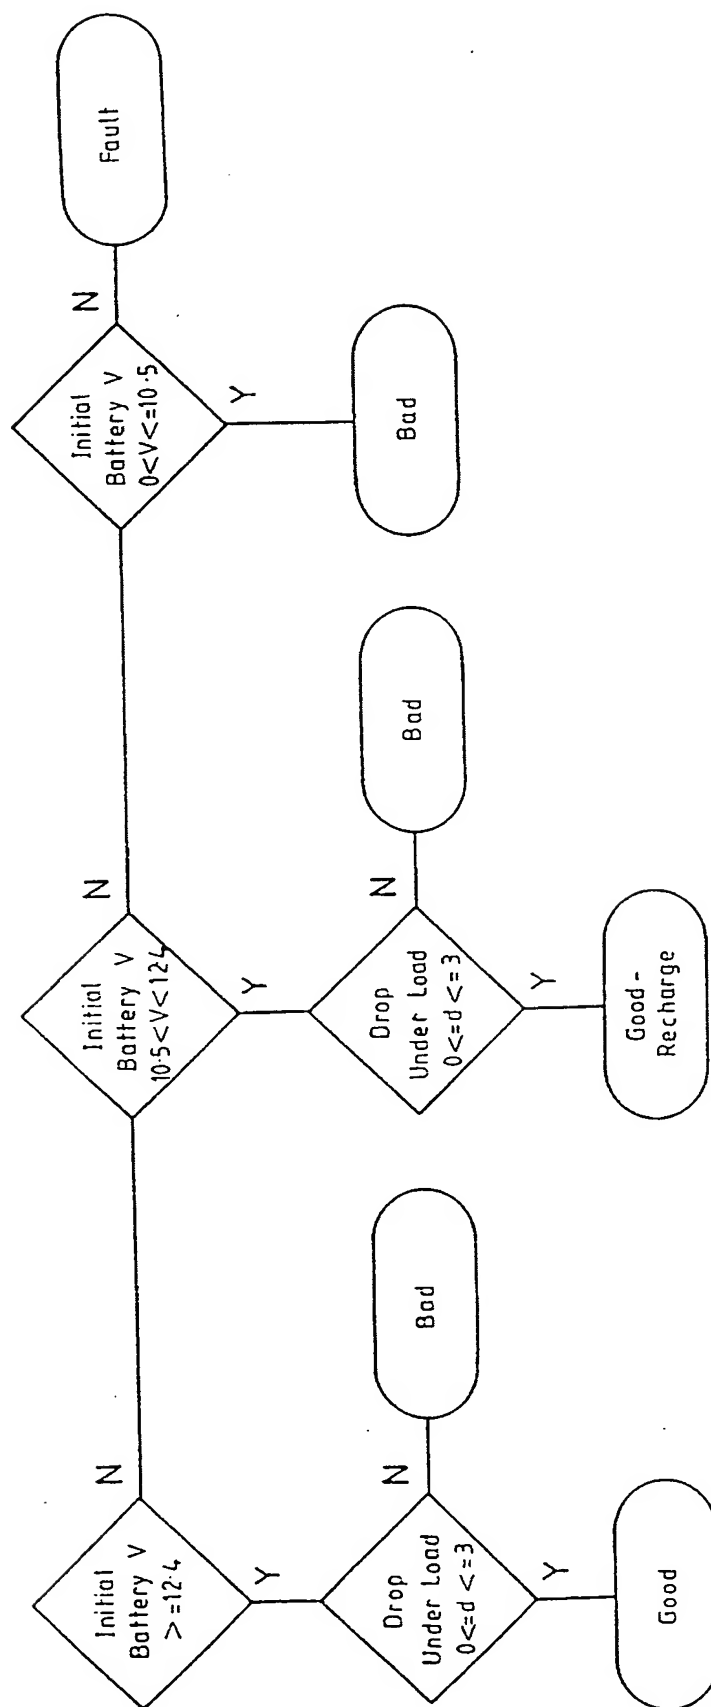 Initial
Battery V
>=12·4
N
Y
Drop
Under Load
0<=d <=3
N
Bad
Y
Good
Initial
Battery V
10·5<V<12·4
N
Y
Drop
Under Load
0<=d <=3
N
Bad
Y
Good-
Recharge
Initial
Battery V
0<V<=10·5
N
Fault
Y
Bad